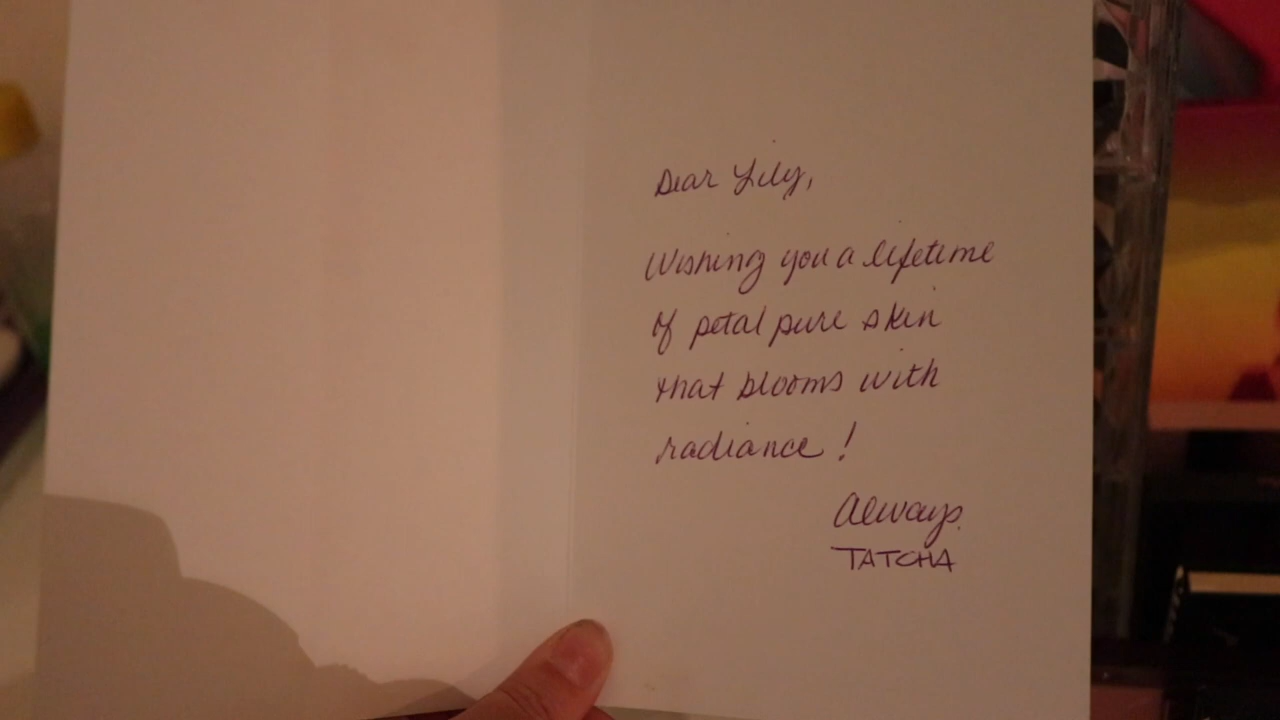 Dear Lily,
Wishing you a lifetime
of petal pure skin
that blooms with
radiance!
Always,
TATCHA